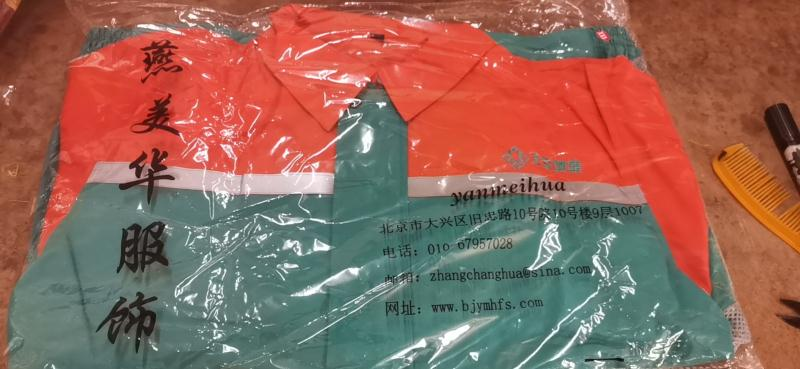 燕美华服饰
yanmeihua
北京市大兴区旧忠路10号院10号楼9层1007
电话：010 67957028
邮箱：zhangchanghua@sina.com
网址：www.bjymhfs.com